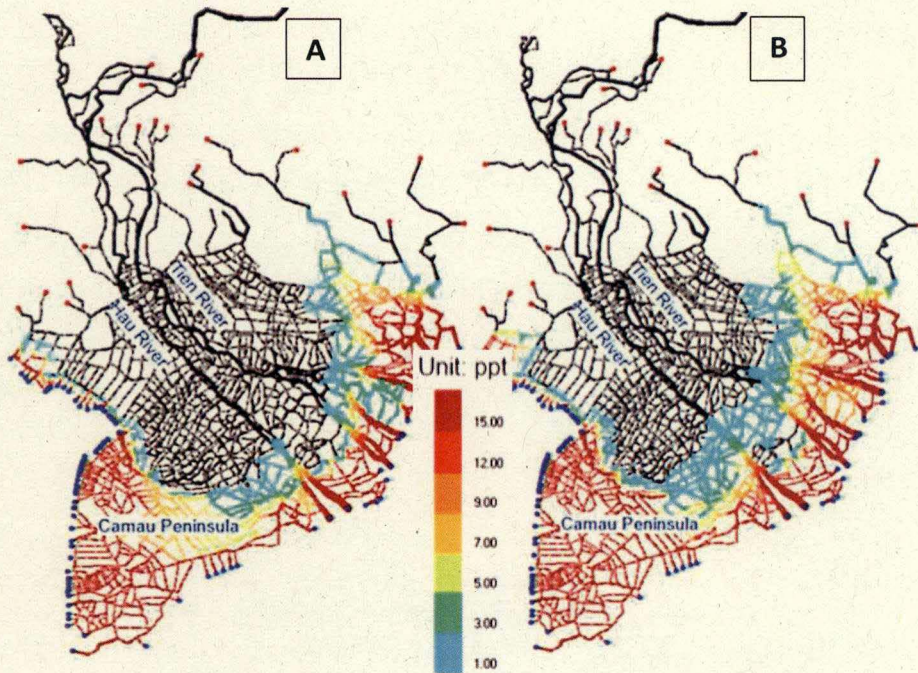 A
B
Tien River
Hau River
Tien River
Hau River
Unit: ppt
15.00
12.00
9.00
7.00
5.00
3.00
1.00
Camau Peninsula
Camau Peninsula